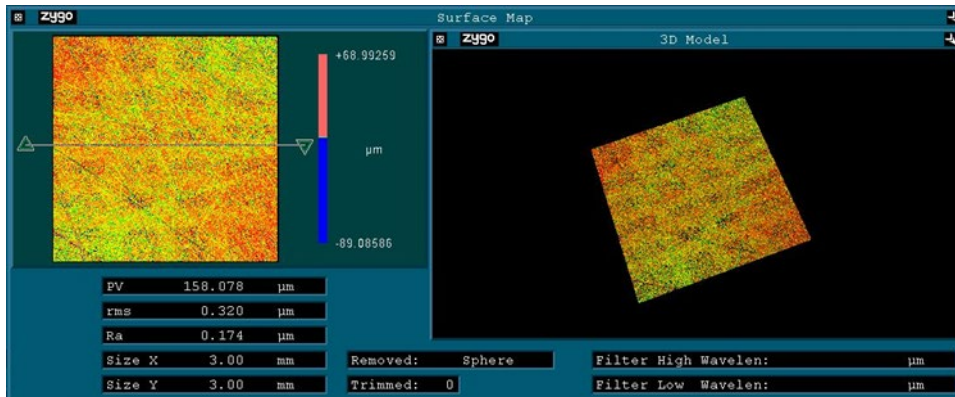 zygo Surface Map
+68.99259
µm
-89.08586
zygo 3D Model
PV 158.078 µm
rms 0.320 µm
Ra 0.174 µm
Size X 3.00 mm
Size Y 3.00 mm
Removed: Sphere
Trimmed: 0
Filter High Wavelen: µm
Filter Low Wavelen: µm